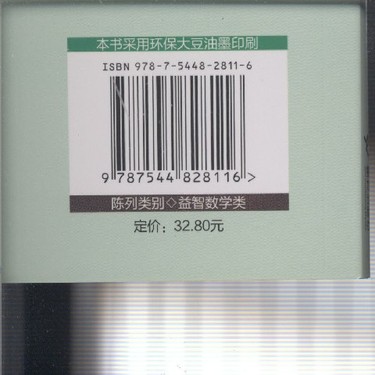 本书采用环保大豆油墨印刷
ISBN 978-7-5448-2811-6
9 787544 828116 >
陈列类别◇益智数学类
定价：32.80元